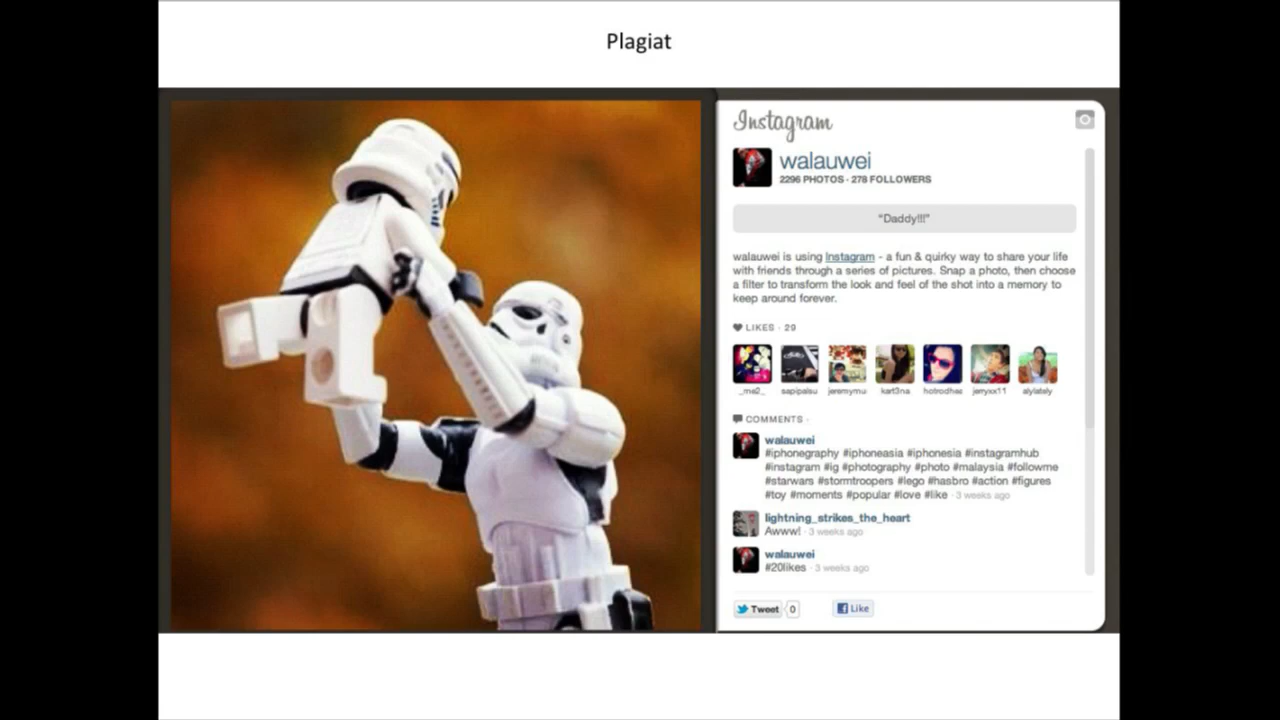 Plagiat
Instagram
walauwei
2296 PHOTOS · 278 FOLLOWERS
"Daddy!!!"
walauwei is using Instagram - a fun & quirky way to share your life
with friends through a series of pictures. Snap a photo, then choose
a filter to transform the look and feel of the shot into a memory to
keep around forever.
LIKES · 29
_ma2_ sapipalsu jeremymu kart3na hotrodhac jerryxx11 alylately
COMMENTS ·
walauwei
#iphonegraphy #iphoneasia #iphonesia #instagramhub
#instagram #ig #photography #photo #malaysia #followme
#starwars #stormtroopers #lego #hasbro #action #figures
#toy #moments #popular #love #like · 3 weeks ago
lightning_strikes_the_heart
Awww! · 3 weeks ago
walauwei
#20likes · 3 weeks ago
Tweet 0 Like